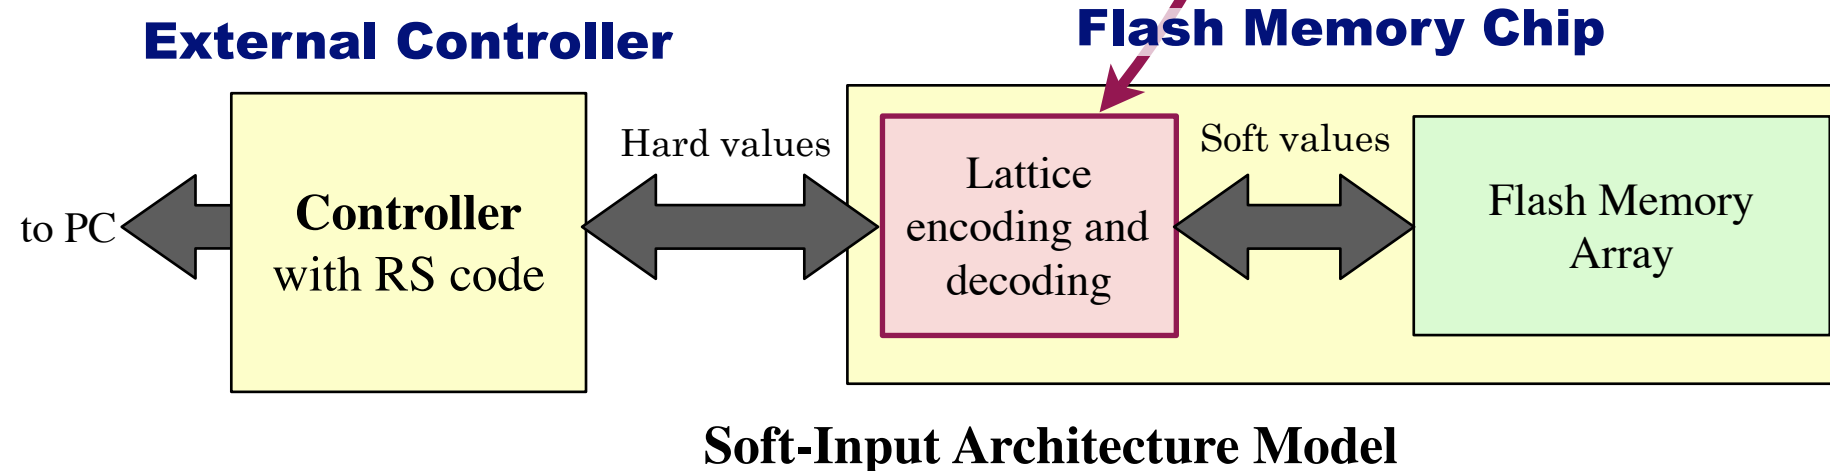 External Controller
Flash Memory Chip
to PC
Controller
with RS code
Hard values
Lattice
encoding and
decoding
Soft values
Flash Memory
Array
Soft-Input Architecture Model